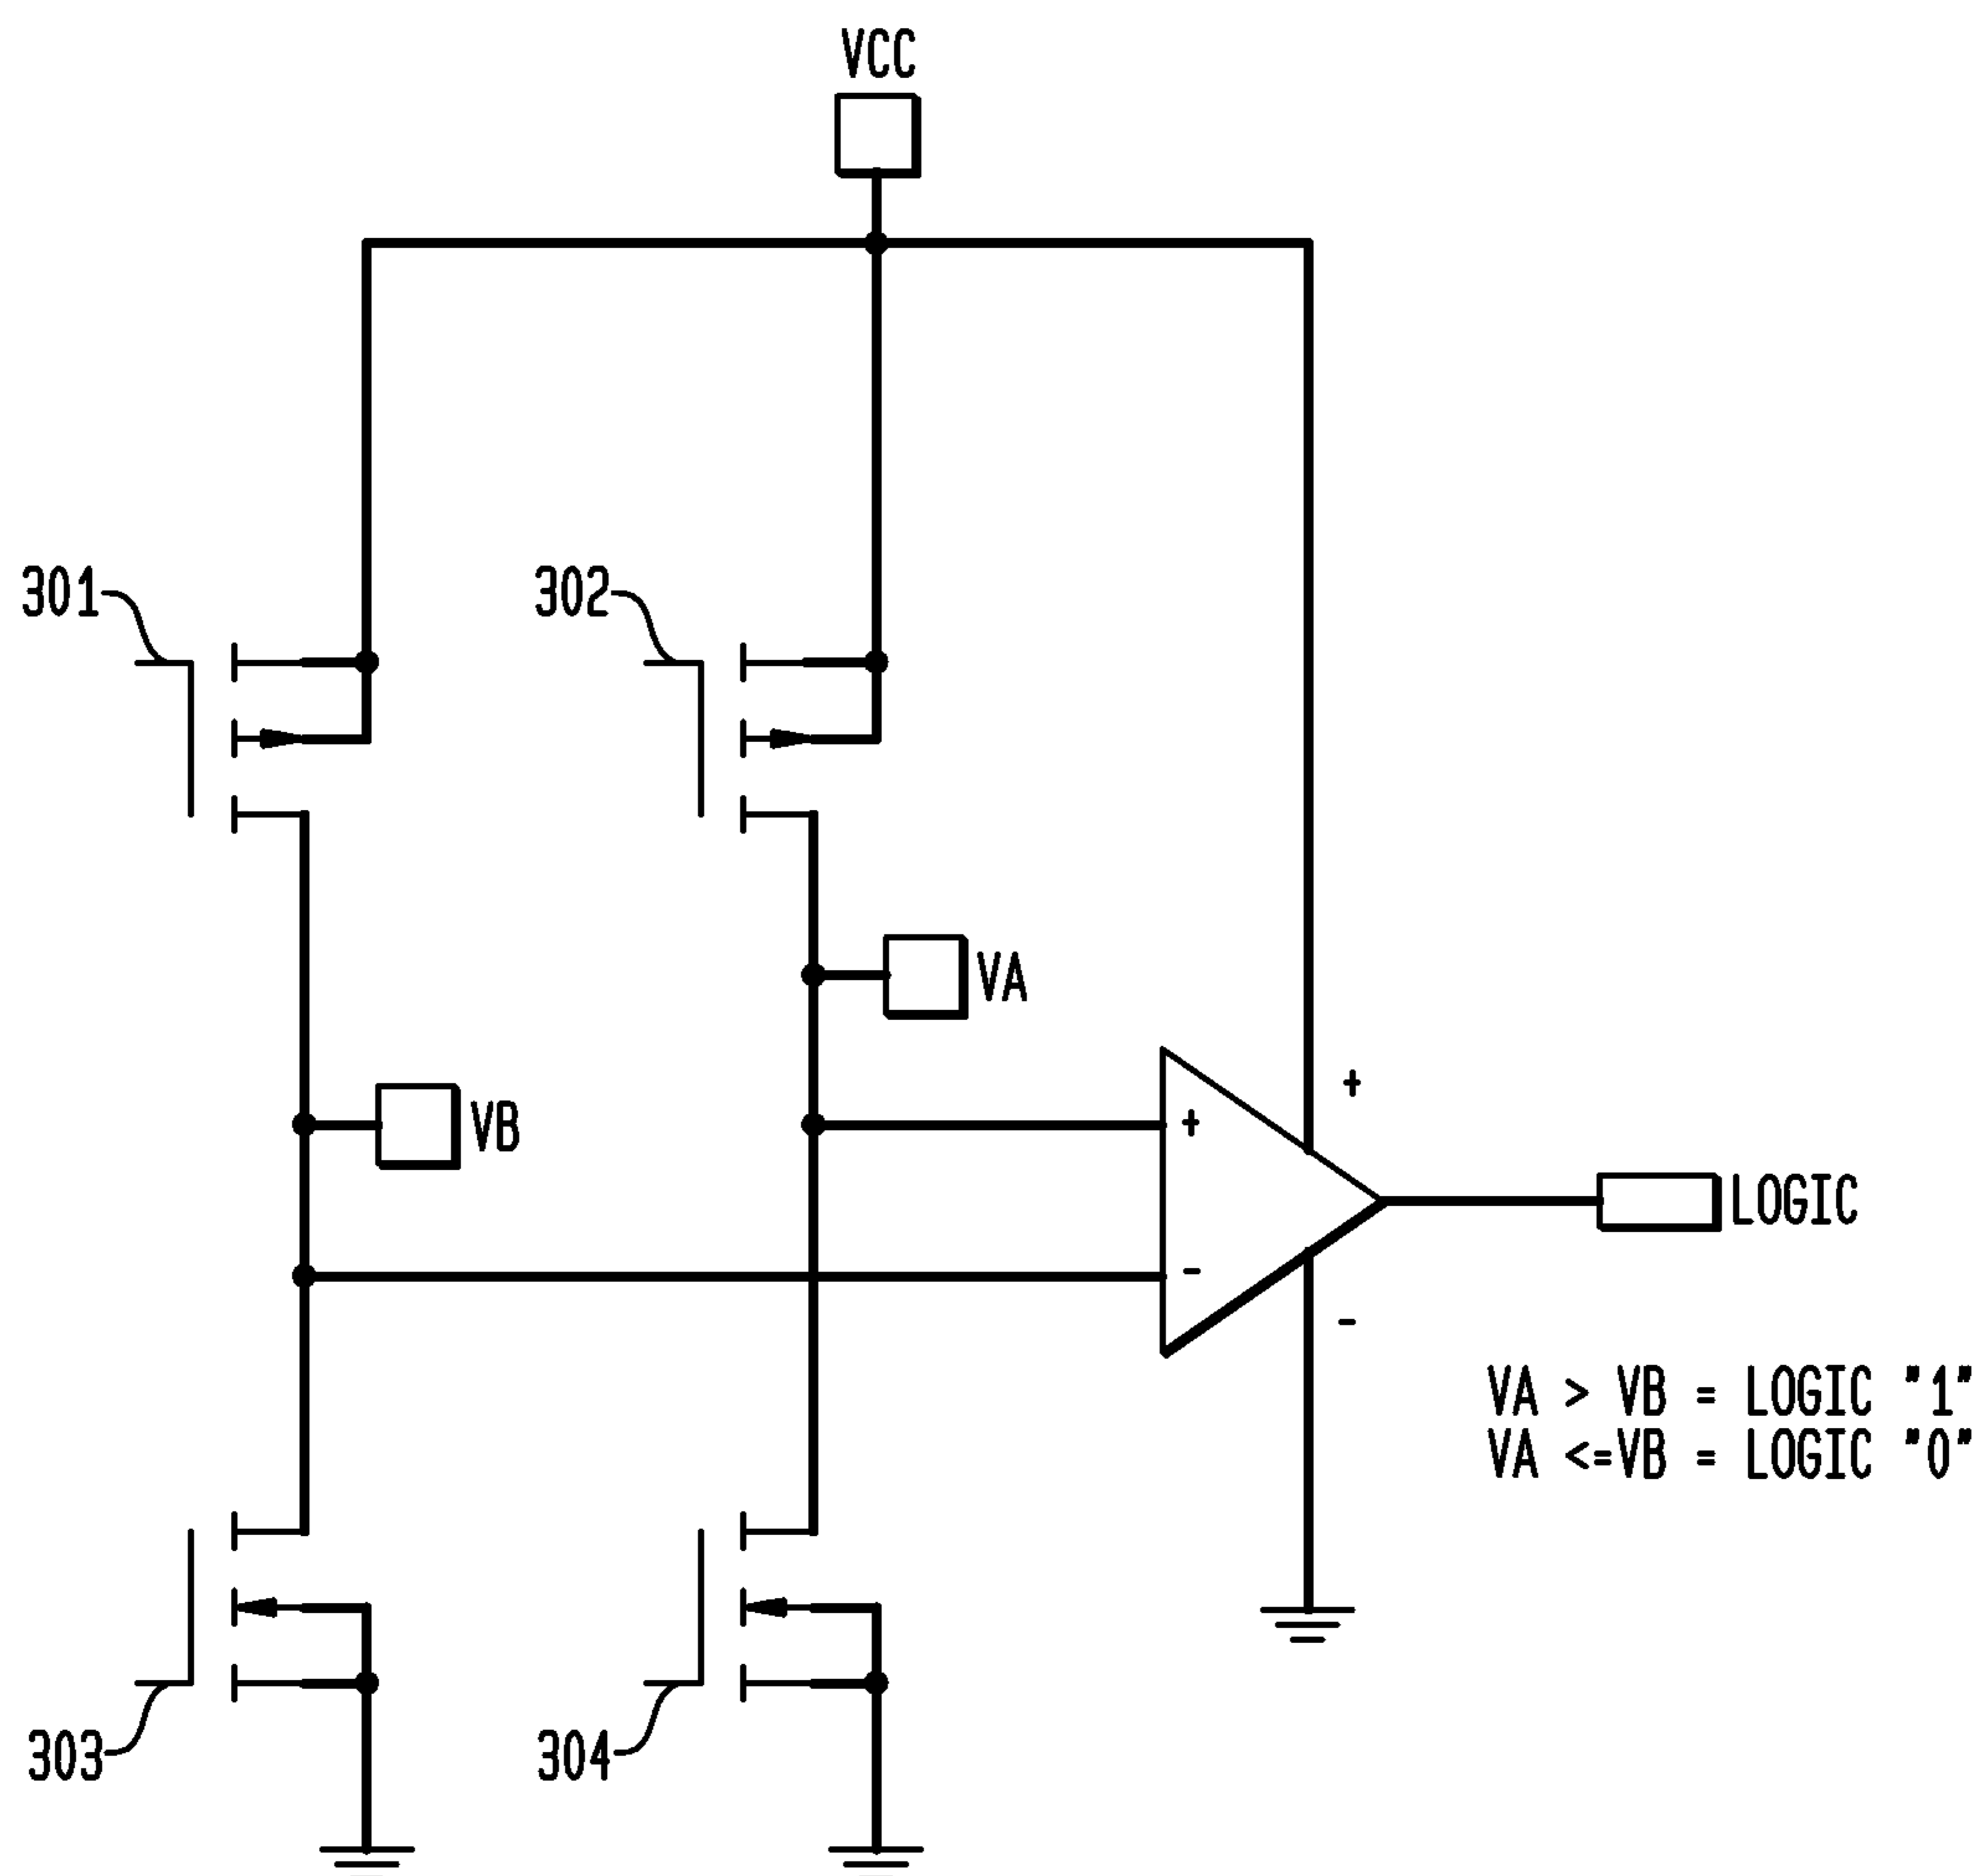 VCC
301
302
VA
VB
+
+
-
-
LOGIC
VA > VB = LOGIC "1"
VA <=VB = LOGIC "0"
303
304